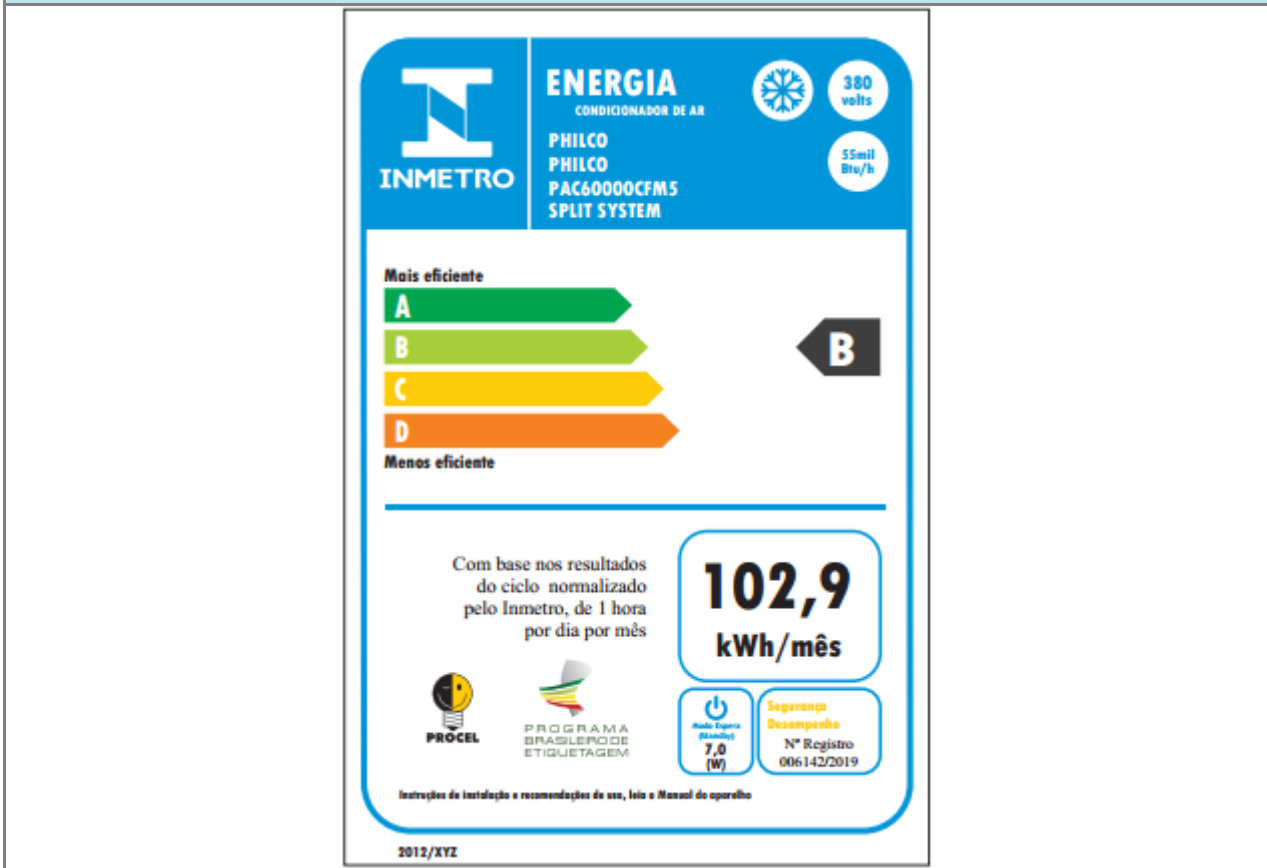 ENERGIA
CONDICIONADOR DE AR
380
volts
PHILCO
PHILCO
PAC60000CFM5
SPLIT SYSTEM
55mil
Btu/h
INMETRO
Mais eficiente
A
B
B
C
D
Menos eficiente
Com base nos resultados
do ciclo normalizado
pelo Inmetro, de 1 hora
por dia por mês
102,9
kWh/mês
PROCEL
PROGRAMA
BRASILEIRO DE
ETIQUETAGEM
Modo Espera
(Standby)
7,0
(W)
Segurança
Desempenho
Nº Registro
006142/2019
Instruções de instalação e recomendações de uso, leia o Manual do aparelho
2012/XYZ